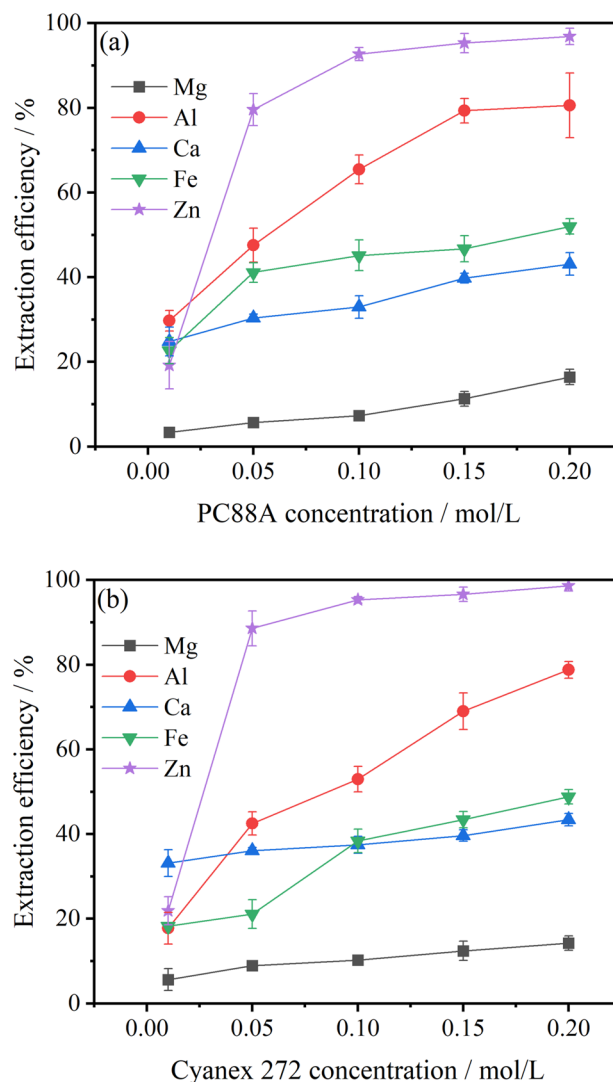 (a)
Mg
Al
Ca
Fe
Zn
Extraction efficiency / %
100
80
60
40
20
0
0.00 0.05 0.10 0.15 0.20
PC88A concentration / mol/L
(b)
Mg
Al
Ca
Fe
Zn
Extraction efficiency / %
100
80
60
40
20
0
0.00 0.05 0.10 0.15 0.20
Cyanex 272 concentration / mol/L